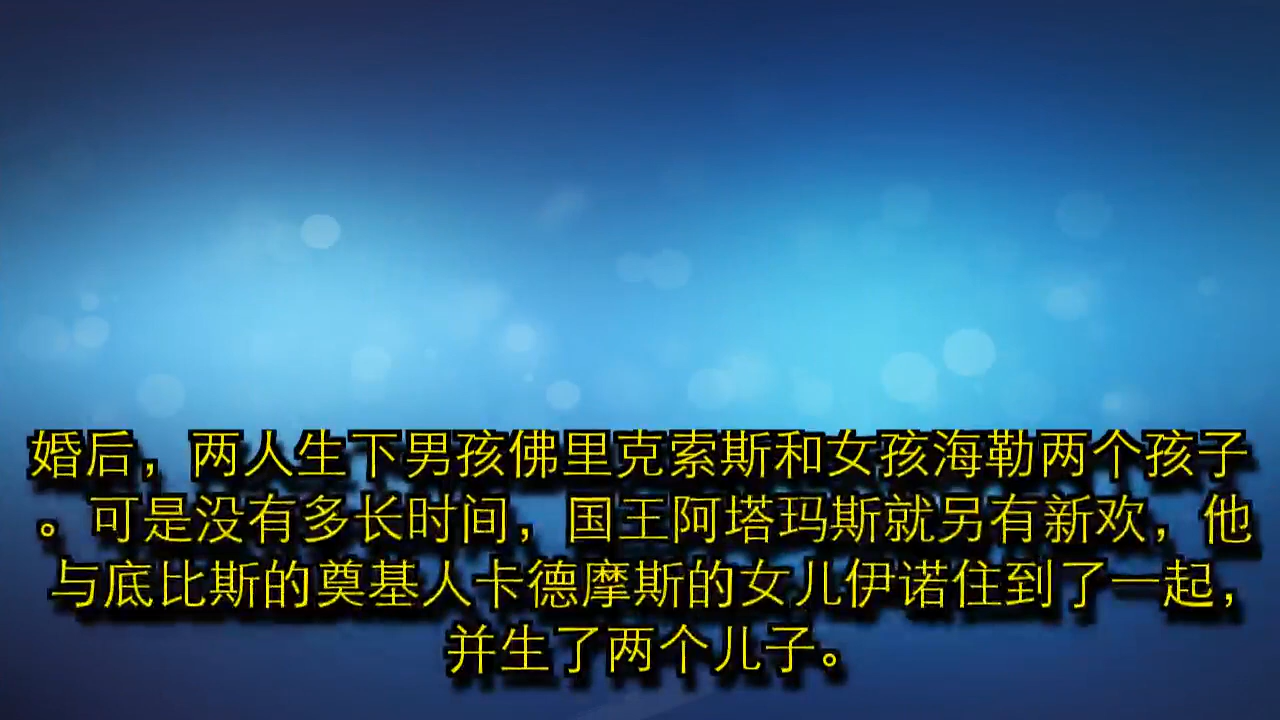 婚后，两人生下男孩佛里克索斯和女孩海勒两个孩子
。可是没有多长时间，国王阿塔玛斯就另有新欢，他
与底比斯的奠基人卡德摩斯的女儿伊诺住到了一起，
并生了两个儿子。